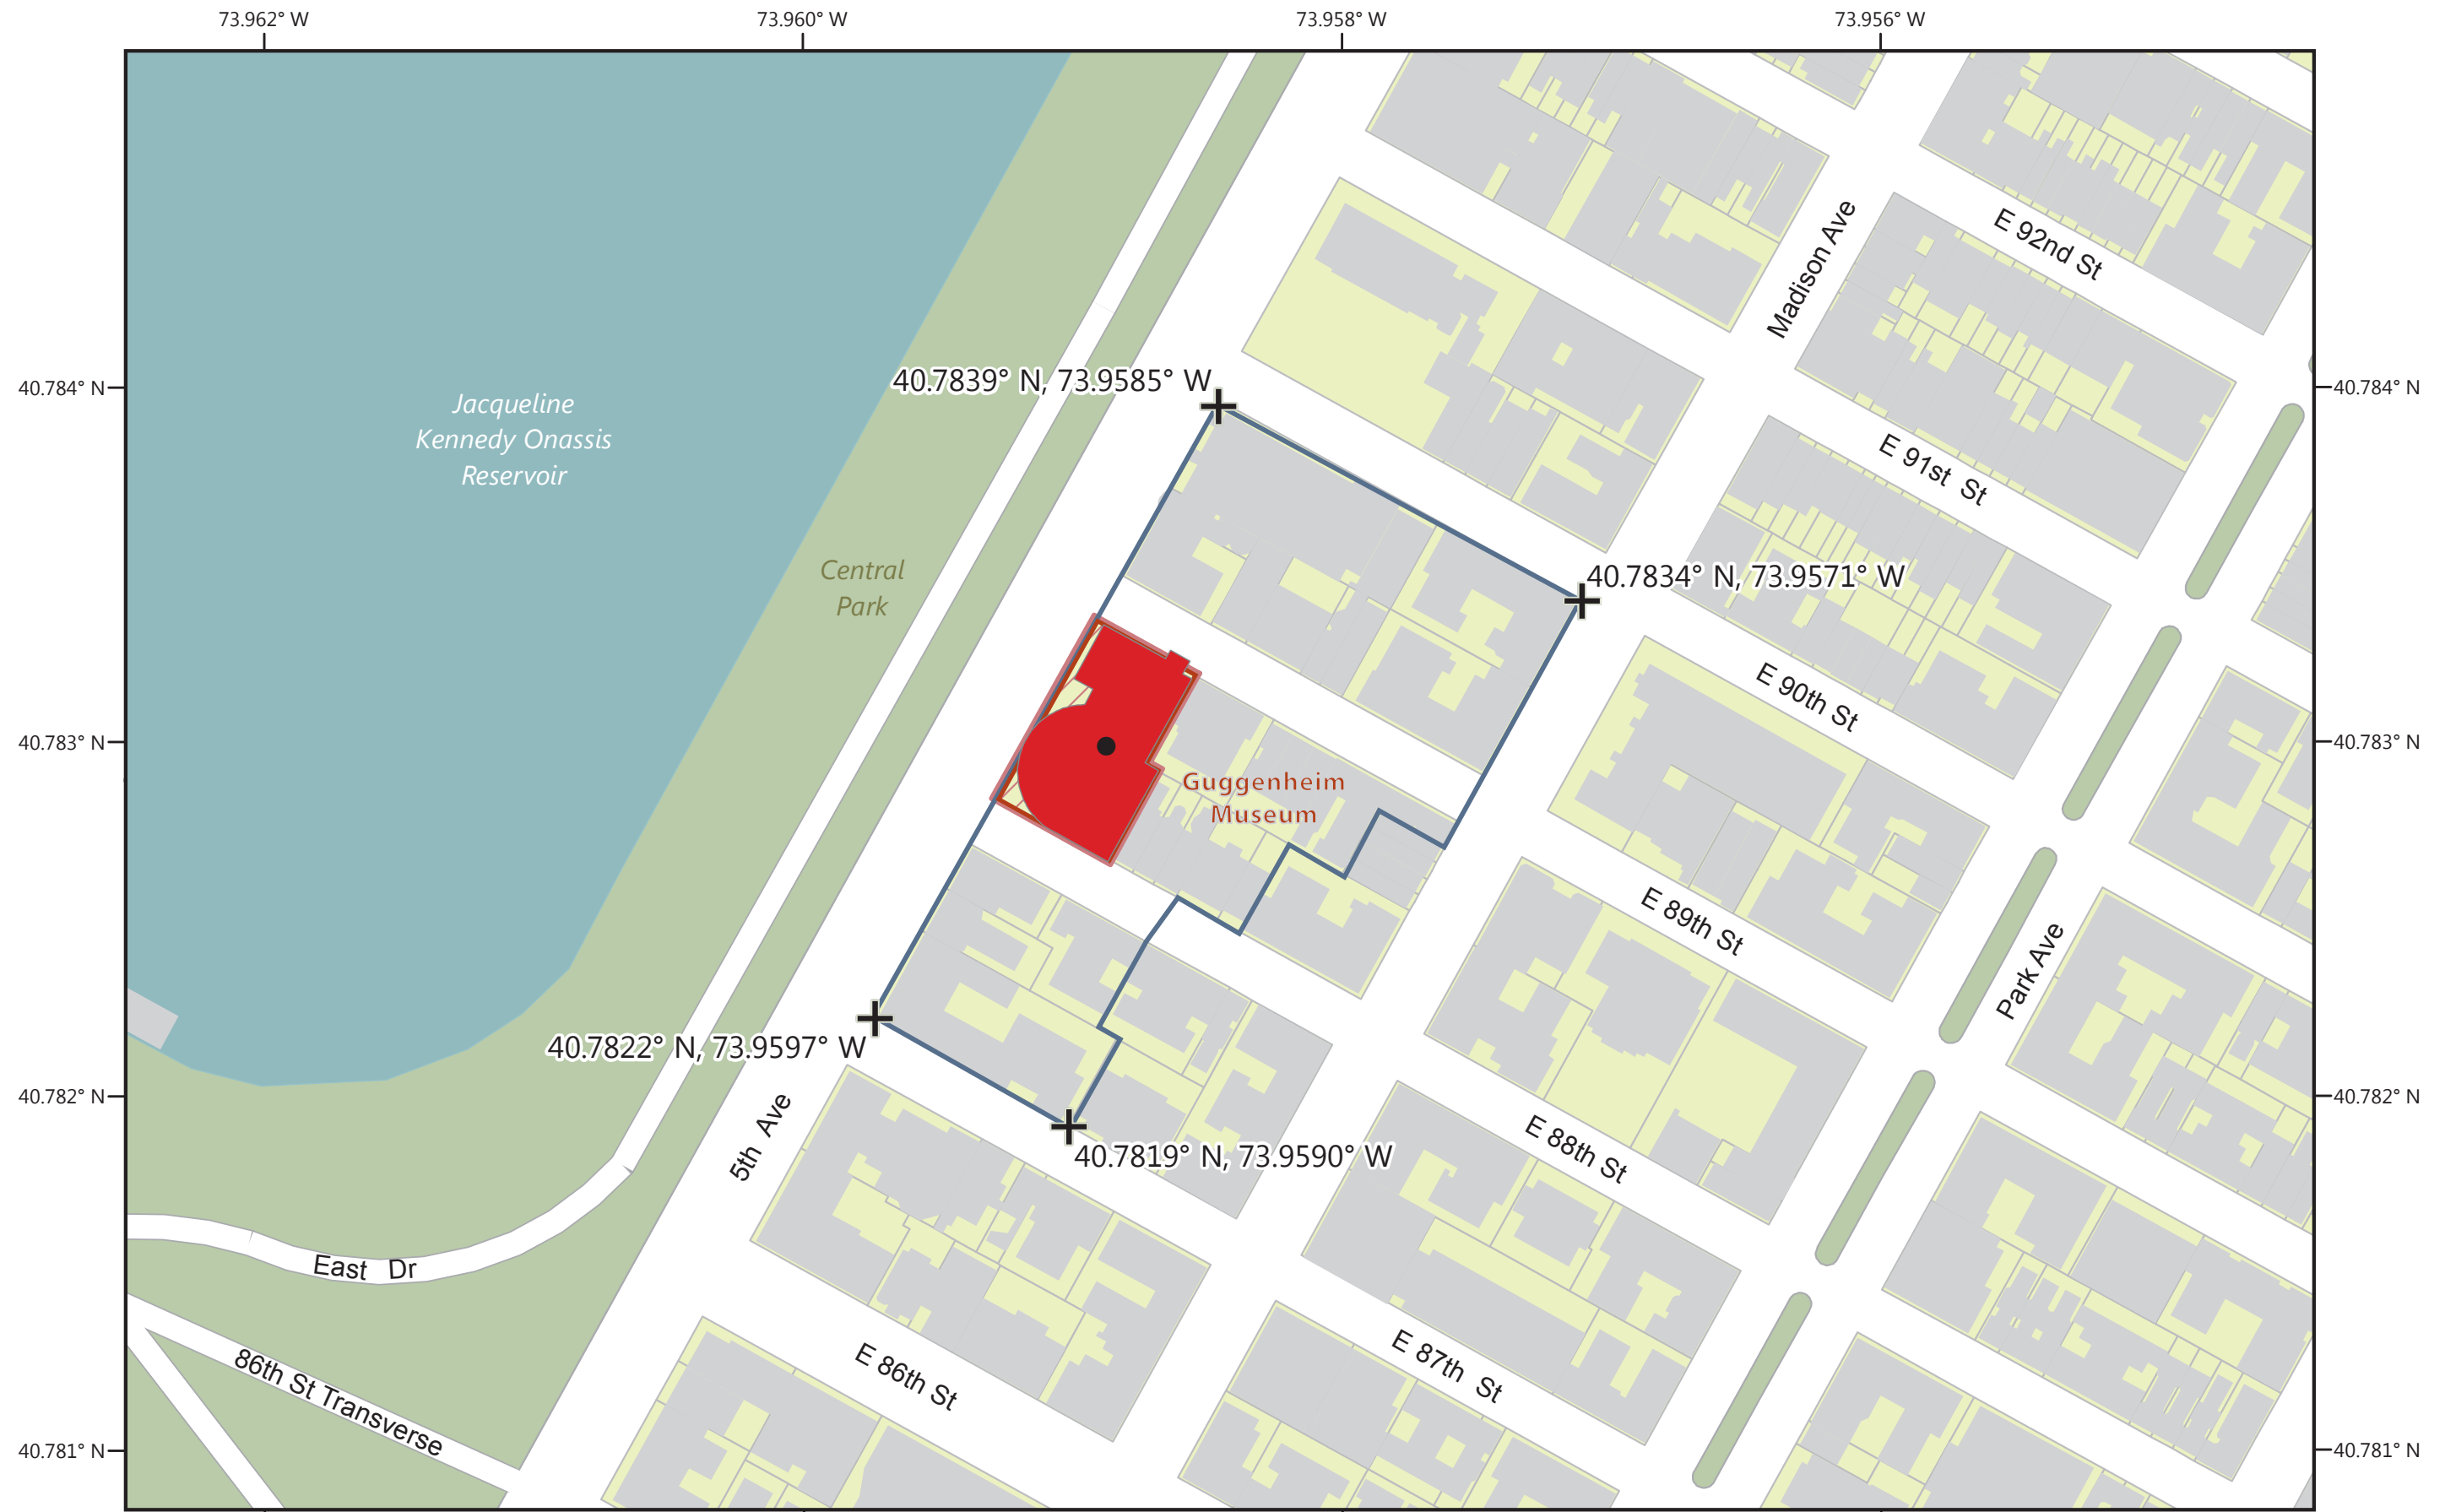 73.962° W
73.960° W
73.958° W
73.956° W
E 92nd St
Madison Ave
40.7839° N, 73.9585° W
40.784° N
40.784° N
Jacqueline
Kennedy Onassis
Reservoir
E 91st St
Central
Park
40.7834° N, 73.9571° W
E 90th St
40.783° N
40.783° N
Guggenheim
Museum
E 89th St
Park Ave
40.7822° N, 73.9597° W
40.782° N
40.782° N
5th Ave
40.7819° N, 73.9590° W
E 88th St
East Dr
E 87th St
E 86th St
86th St Transverse
40.781° N
40.781° N